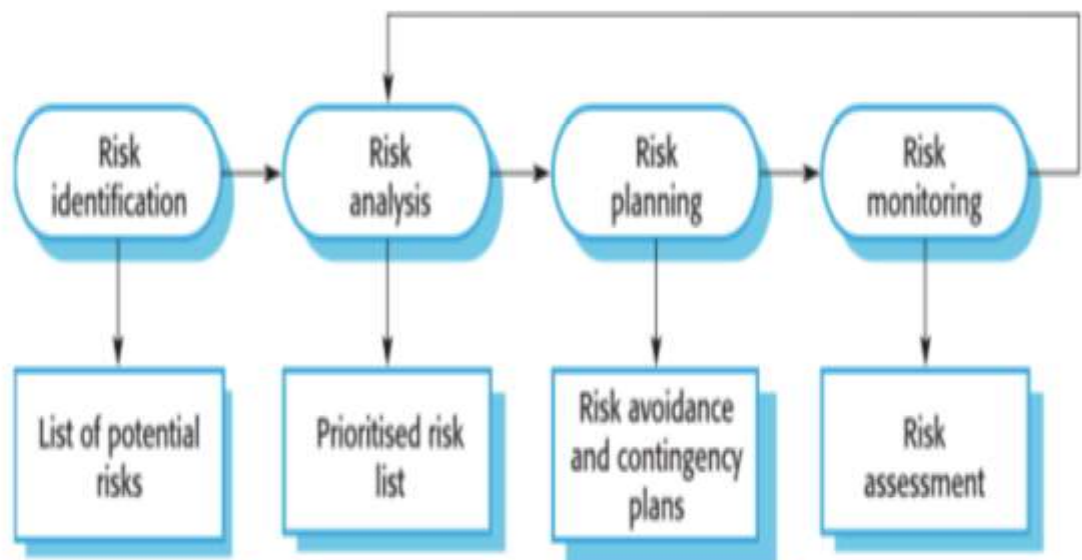 Risk
identification
Risk
analysis
Risk
planning
Risk
monitoring
List of potential
risks
Prioritised risk
list
Risk avoidance
and contingency
plans
Risk
assessment